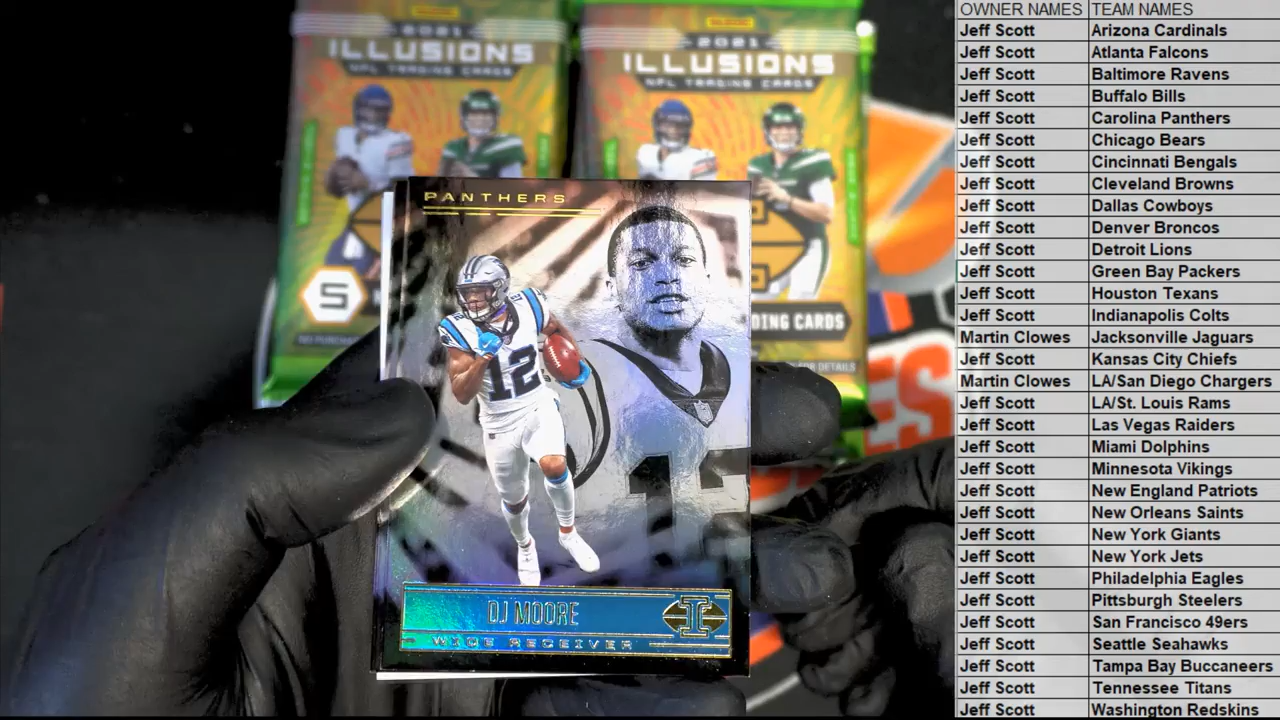 2021
ILLUSIONS
NFL TRADING CARDS
2021
ILLUSIONS
NFL TRADING CARDS
5
DING CARDS
FOR DETAILS
PANTHERS
12
12
DJ MOORE
WIDE RECEIVER
OWNER NAMES TEAM NAMES
Jeff Scott Arizona Cardinals
Jeff Scott Atlanta Falcons
Jeff Scott Baltimore Ravens
Jeff Scott Buffalo Bills
Jeff Scott Carolina Panthers
Jeff Scott Chicago Bears
Jeff Scott Cincinnati Bengals
Jeff Scott Cleveland Browns
Jeff Scott Dallas Cowboys
Jeff Scott Denver Broncos
Jeff Scott Detroit Lions
Jeff Scott Green Bay Packers
Jeff Scott Houston Texans
Jeff Scott Indianapolis Colts
Martin Clowes Jacksonville Jaguars
Jeff Scott Kansas City Chiefs
Martin Clowes LA/San Diego Chargers
Jeff Scott LA/St. Louis Rams
Jeff Scott Las Vegas Raiders
Jeff Scott Miami Dolphins
Jeff Scott Minnesota Vikings
Jeff Scott New England Patriots
Jeff Scott New Orleans Saints
Jeff Scott New York Giants
Jeff Scott New York Jets
Jeff Scott Philadelphia Eagles
Jeff Scott Pittsburgh Steelers
Jeff Scott San Francisco 49ers
Jeff Scott Seattle Seahawks
Jeff Scott Tampa Bay Buccaneers
Jeff Scott Tennessee Titans
Jeff Scott Washington Redskins